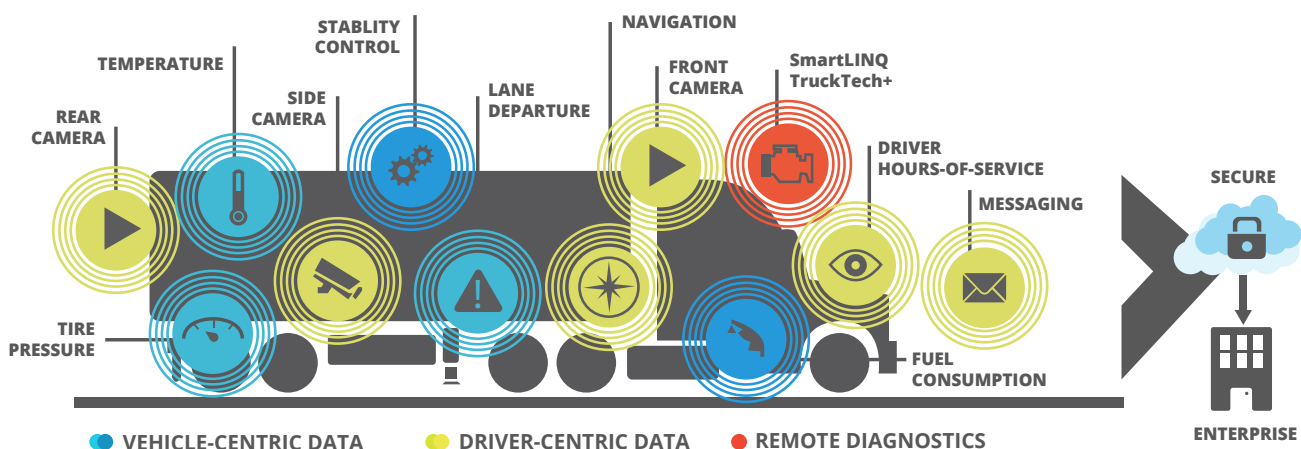 STABLITY
CONTROL
NAVIGATION
TEMPERATURE
FRONT
CAMERA
SmartLINQ
TruckTech+
SIDE
CAMERA
LANE
DEPARTURE
REAR
CAMERA
DRIVER
HOURS-OF-SERVICE
MESSAGING
SECURE
TIRE
PRESSURE
FUEL
CONSUMPTION
ENTERPRISE
VEHICLE-CENTRIC DATA
DRIVER-CENTRIC DATA
REMOTE DIAGNOSTICS